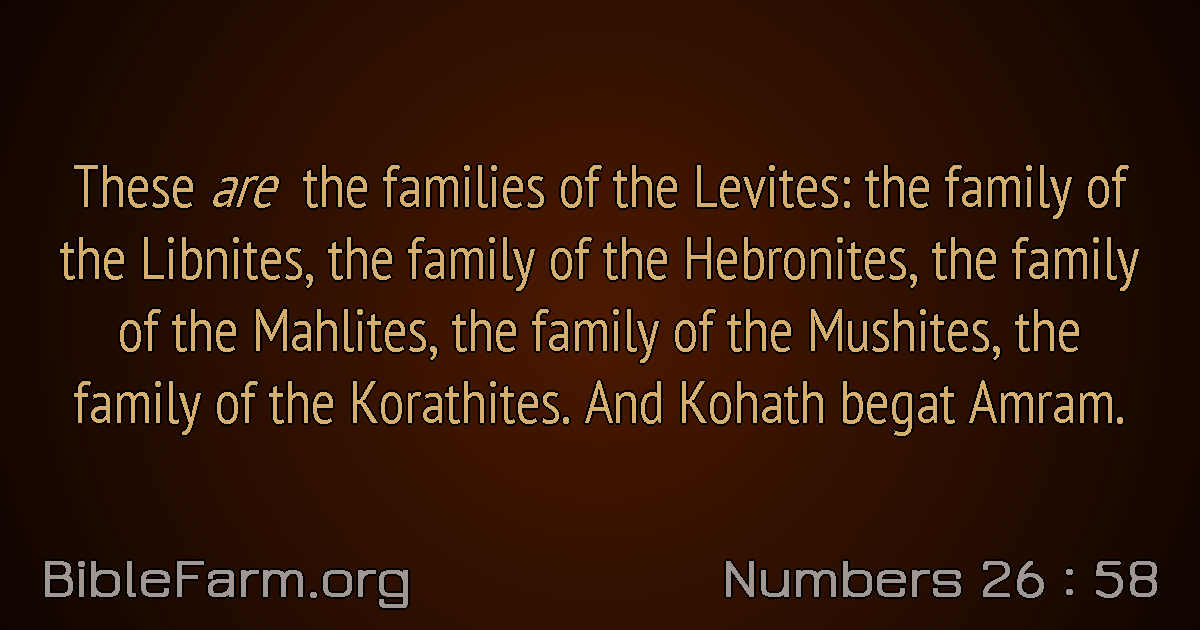 These are the families of the Levites: the family of
the Libnites, the family of the Hebronites, the family
of the Mahlites, the family of the Mushites, the
family of the Korathites. And Kohath begat Amram.
BibleFarm.org
Numbers 26 : 58